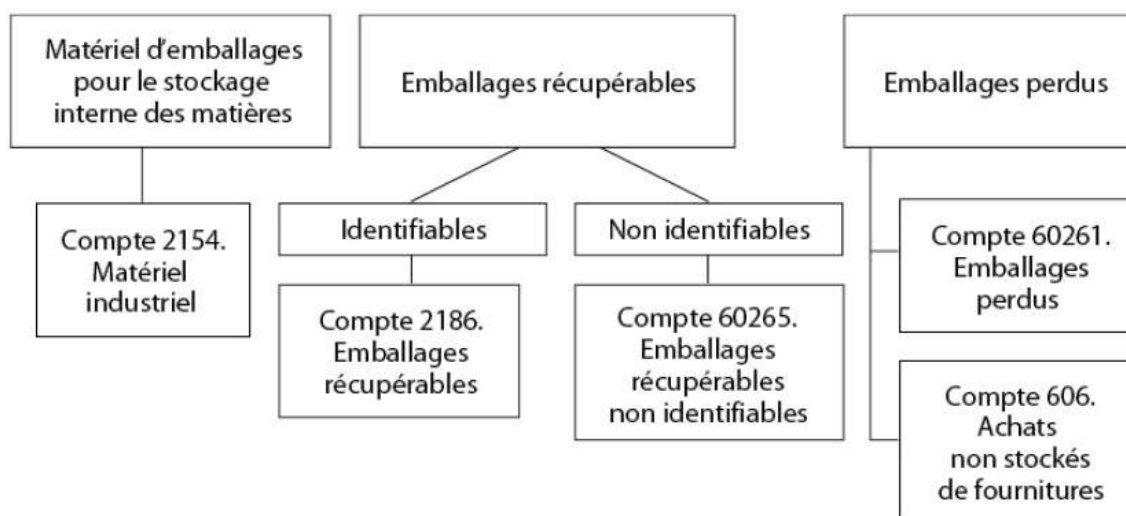 Matériel d'emballages
pour le stockage
interne des matières
Emballages récupérables
Emballages perdus
Identifiables
Non identifiables
Compte 2154.
Matériel
industriel
Compte 2186.
Emballages
récupérables
Compte 60265.
Emballages
récupérables
non identifiables
Compte 60261.
Emballages
perdus
Compte 606.
Achats
non stockés
de fournitures